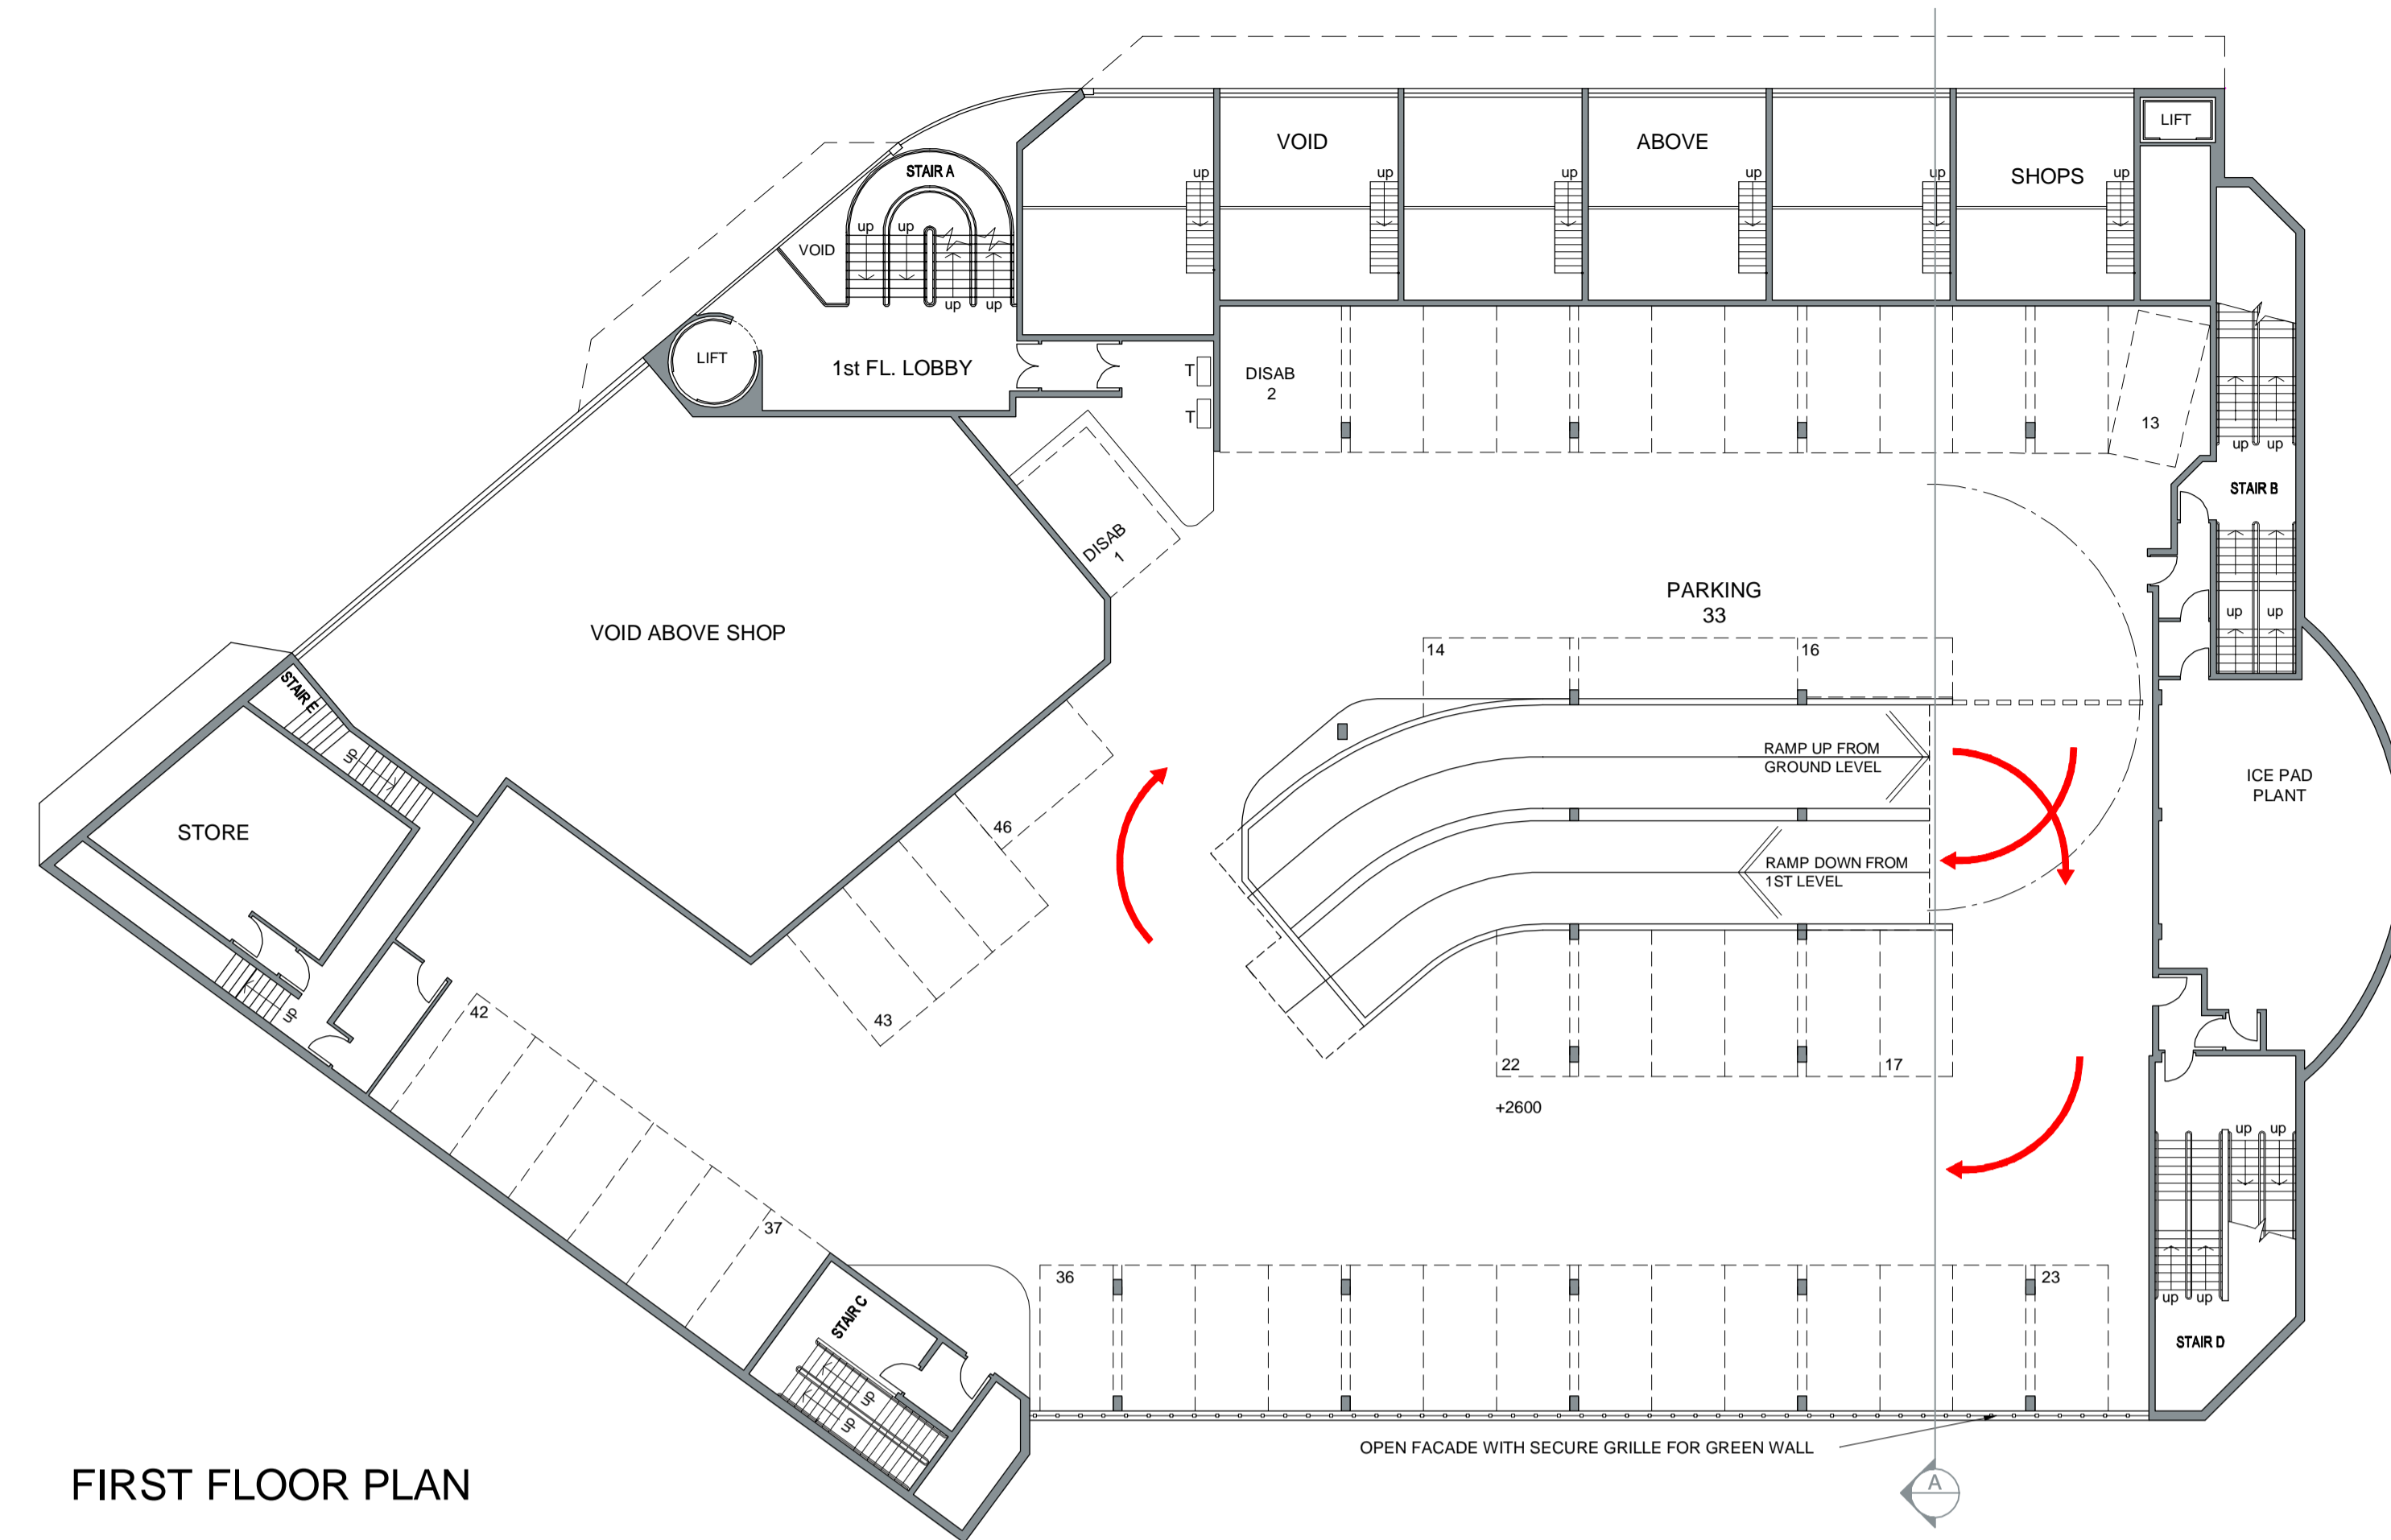 LIFT
VOID
ABOVE
SHOPS
up
up
up
up
up
up
STAIR A
up
up
VOID
up
up
LIFT
1st FL. LOBBY
T
T
DISAB
2
13
up
up
STAIR B
DISAB
1
PARKING
33
up
up
VOID ABOVE SHOP
14
16
STAIR E
up
RAMP UP FROM
GROUND LEVEL
ICE PAD
PLANT
STORE
46
RAMP DOWN FROM
1ST LEVEL
up
42
43
22
17
+2600
up
up
37
36
23
up
up
STAIR C
up
up
STAIR D
OPEN FACADE WITH SECURE GRILLE FOR GREEN WALL
A
FIRST FLOOR PLAN